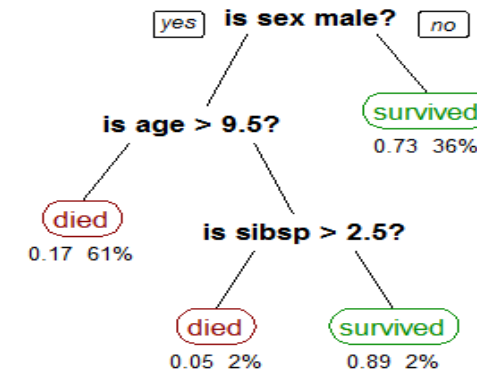 yes is sex male? no
survived
is age > 9.5?
0.73 36%
died
is sibsp > 2.5?
0.17 61%
died survived
0.05 2% 0.89 2%